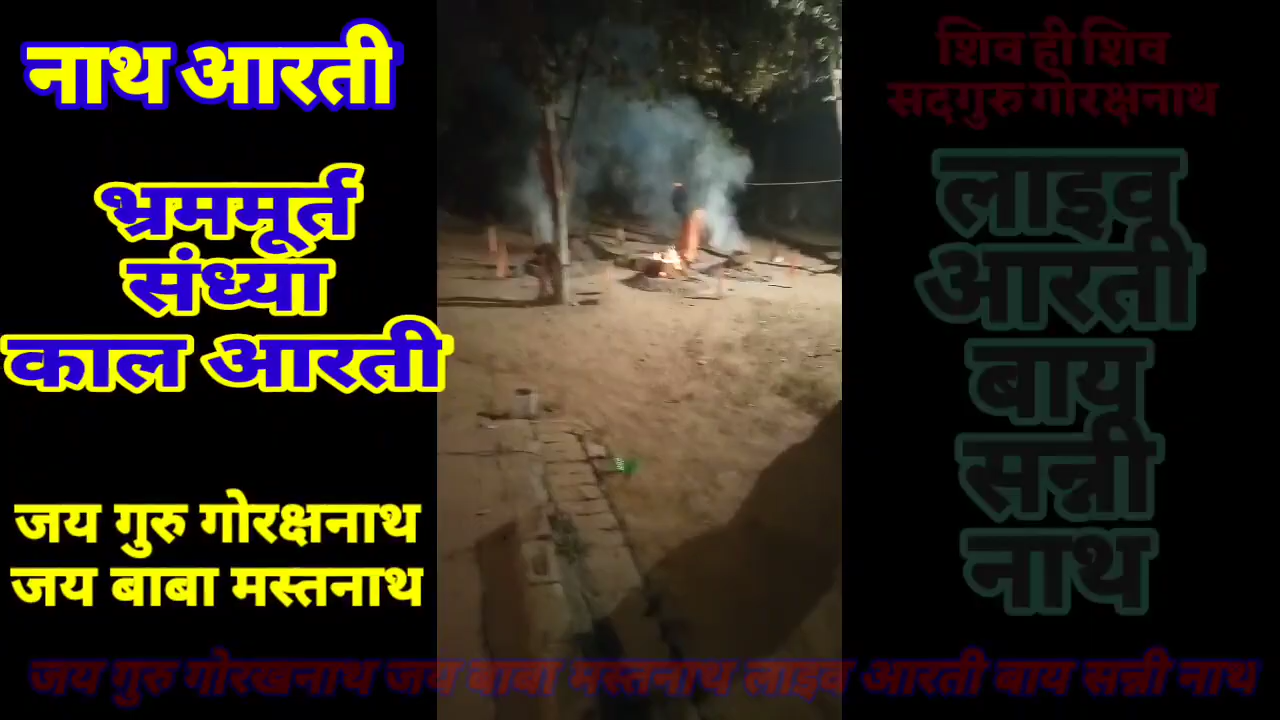 नाथ आरती
भ्रममूर्त
संध्या
काल आरती
जय गुरु गोरक्षनाथ
जय बाबा मस्तनाथ
शिव ही शिव
सदगुरु गोरक्षनाथ
लाइव
आरती
बाय
सन्नी
नाथ
जय गुरु गोरखनाथ जय बाबा मस्तनाथ लाइव आरती बाय सन्नी नाथ